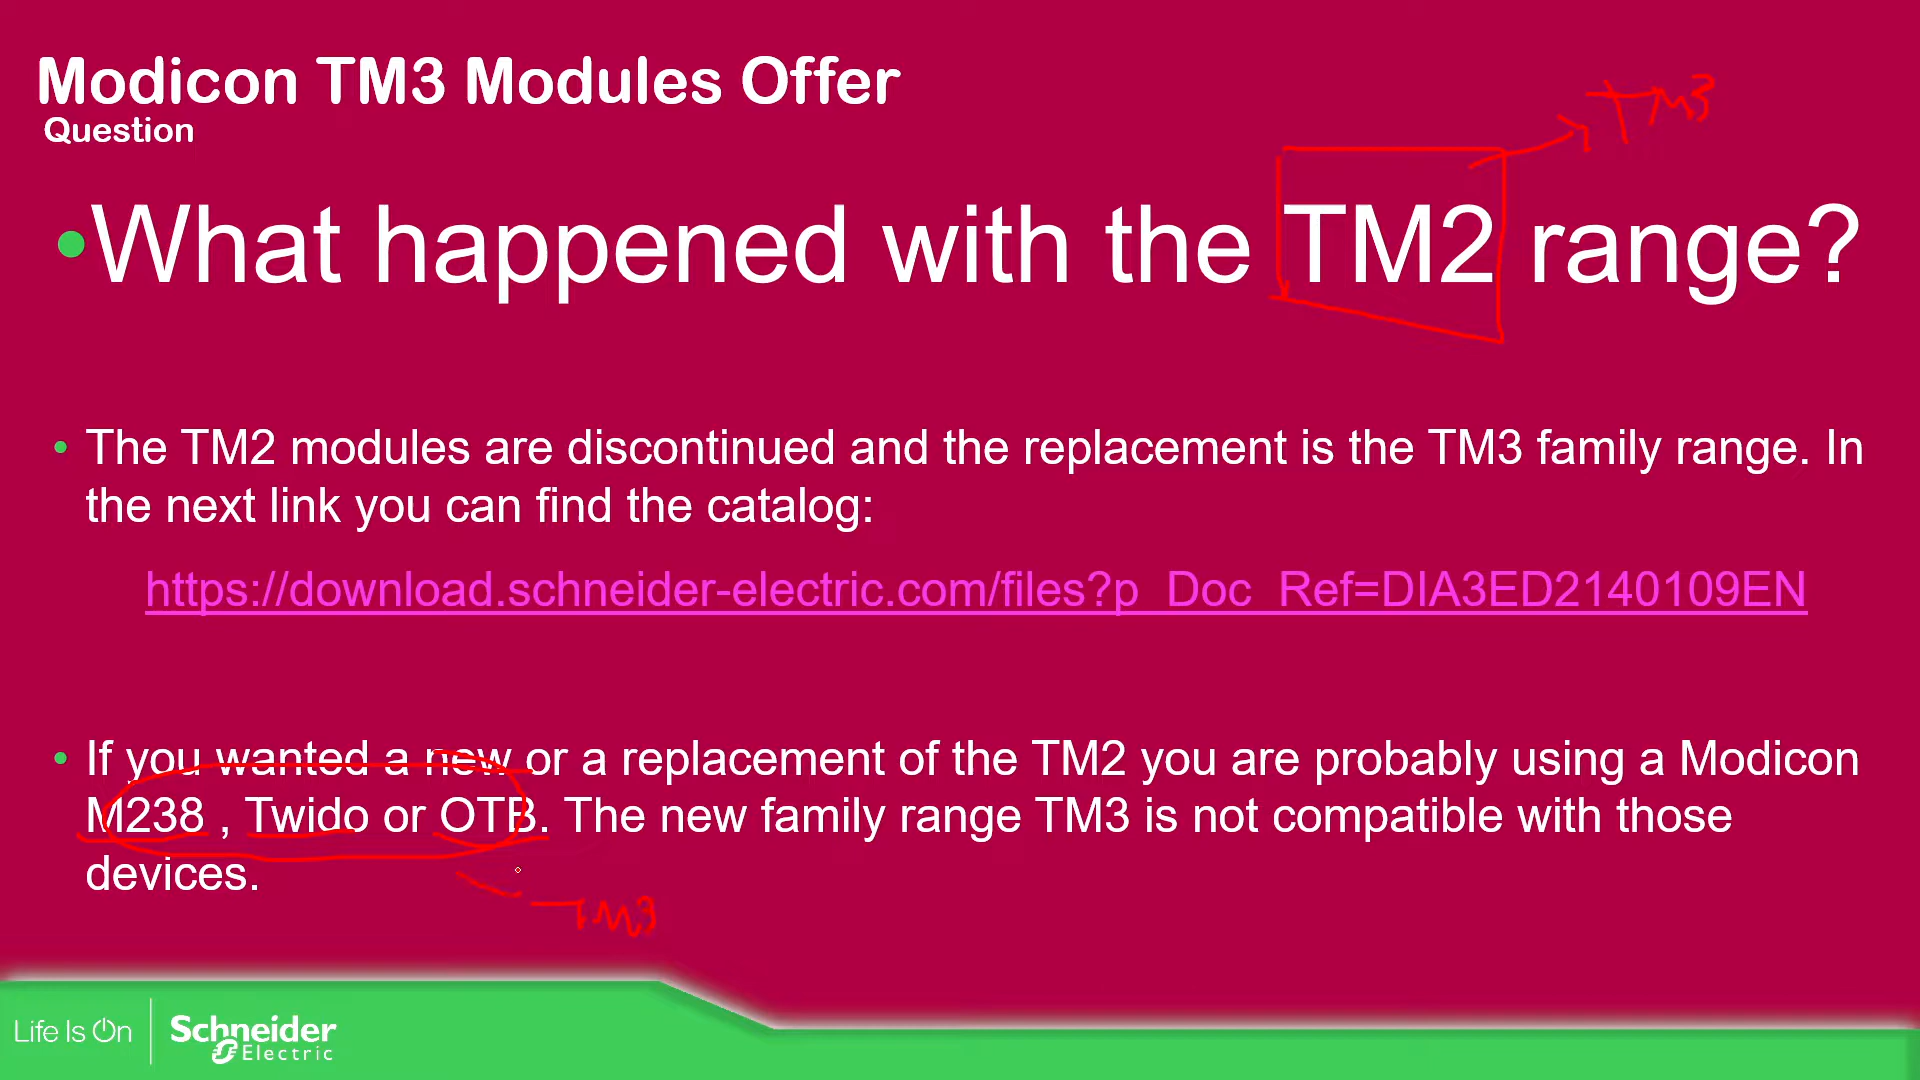 Modicon TM3 Modules Offer
Question
TM3
•What happened with the TM2 range?
• The TM2 modules are discontinued and the replacement is the TM3 family range. In
the next link you can find the catalog:
https://download.schneider-electric.com/files?p_Doc_Ref=DIA3ED2140109EN
• If you wanted a new or a replacement of the TM2 you are probably using a Modicon
M238 , Twido or OTB. The new family range TM3 is not compatible with those
devices.
TM3
Life Is On
Schneider
Electric